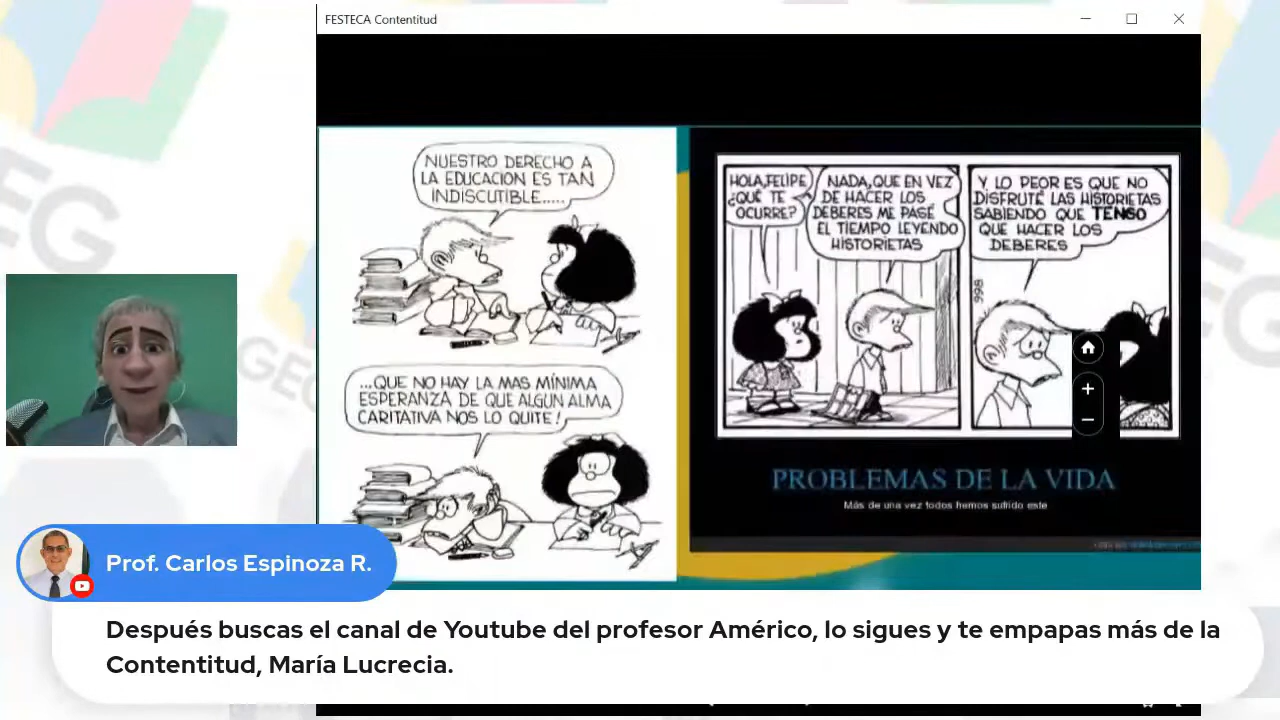 FESTECA Contentitud
NUESTRO DERECHO A
LA EDUCACION ES TAN
INDISCUTIBLE.....
...QUE NO HAY LA MAS MÍNIMA
ESPERANZA DE QUE ALGUN ALMA
CARITATIVA NOS LO QUITE!
HOLA, FELIPE
¿QUÉ TE
OCURRE?
NADA, QUE EN VEZ
DE HACER LOS
DEBERES ME PASÉ
EL TIEMPO LEYENDO
HISTORIETAS
Y LO PEOR ES QUE NO
DISFRUTÉ LAS HISTORIETAS
SABIENDO QUE TENGO
QUE HACER LOS
DEBERES
998
PROBLEMAS DE LA VIDA
Más de una vez todos hemos sufrido este
Prof. Carlos Espinoza R.
Después buscas el canal de Youtube del profesor Américo, lo sigues y te empapas más de la
Contentitud, María Lucrecia.